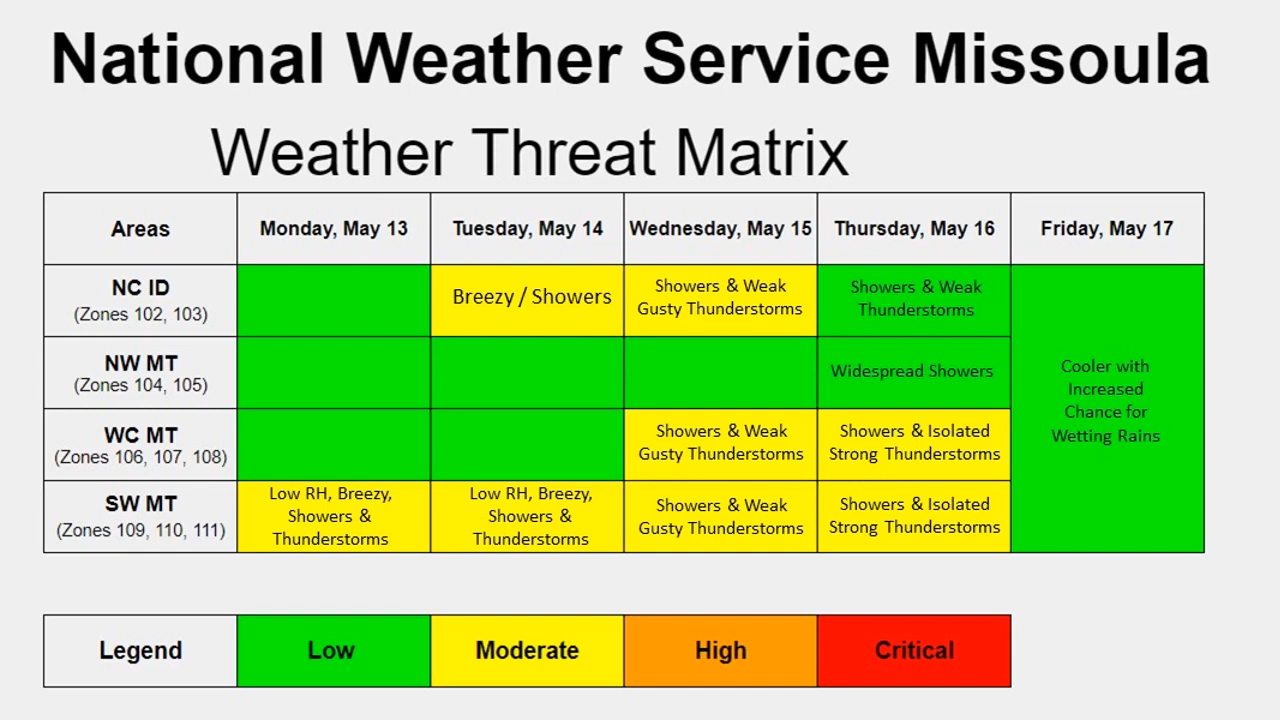 National Weather Service Missoula
Weather Threat Matrix
Areas
Monday, May 13
Tuesday, May 14
Wednesday, May 15
Thursday, May 16
Friday, May 17
NC ID
(Zones 102, 103)
Breezy / Showers
Showers & Weak
Gusty Thunderstorms
Showers & Weak
Thunderstorms
NW MT
(Zones 104, 105)
Widespread Showers
Cooler with
Increased
Chance for
Wetting Rains
WC MT
(Zones 106, 107, 108)
Showers & Weak
Gusty Thunderstorms
Showers & Isolated
Strong Thunderstorms
SW MT
(Zones 109, 110, 111)
Low RH, Breezy,
Showers &
Thunderstorms
Low RH, Breezy,
Showers &
Thunderstorms
Showers & Weak
Gusty Thunderstorms
Showers & Isolated
Strong Thunderstorms
Legend
Low
Moderate
High
Critical